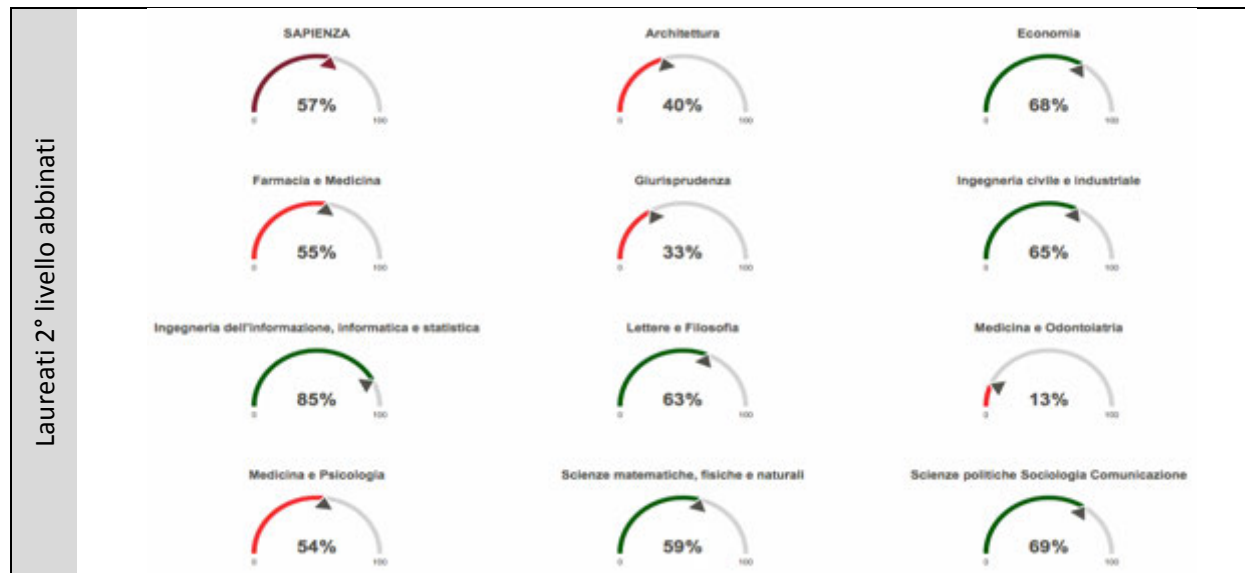 Laureati 2° livello abbinati
SAPIENZA
57%
0 100
Architettura
40%
0 100
Economia
68%
0 100
Farmacia e Medicina
55%
0 100
Giurisprudenza
33%
0 100
Ingegneria civile e industriale
65%
0 100
Ingegneria dell'informazione, informatica e statistica
85%
0 100
Lettere e Filosofia
63%
0 100
Medicina e Odontoiatria
13%
0 100
Medicina e Psicologia
54%
0 100
Scienze matematiche, fisiche e naturali
59%
0 100
Scienze politiche Sociologia Comunicazione
69%
0 100